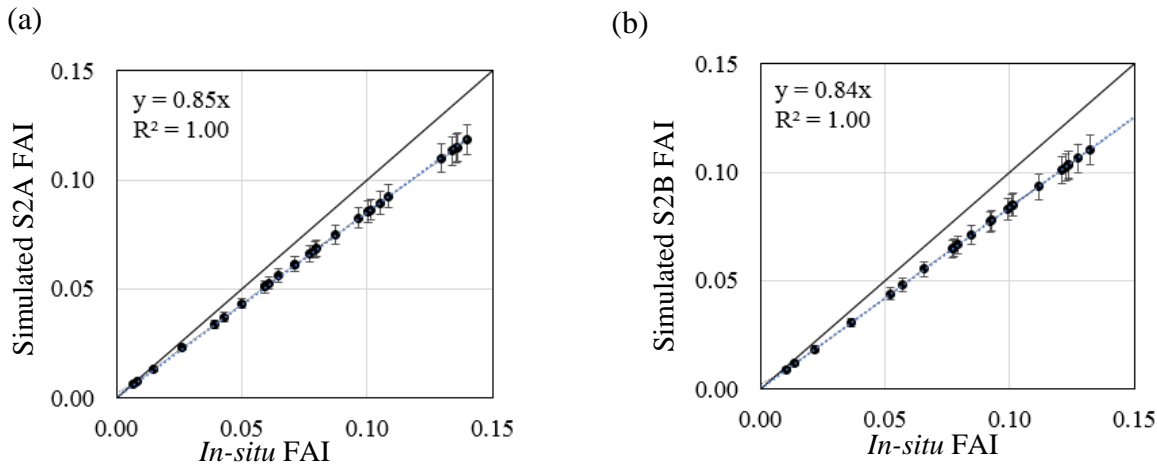 (a)
0.15
y = 0.85x
R² = 1.00
0.10
0.05
0.00
Simulated S2A FAI
0.00 0.05 0.10 0.15
In-situ FAI
(b)
0.15
y = 0.84x
R² = 1.00
0.10
0.05
0.00
Simulated S2B FAI
0.00 0.05 0.10 0.15
In-situ FAI